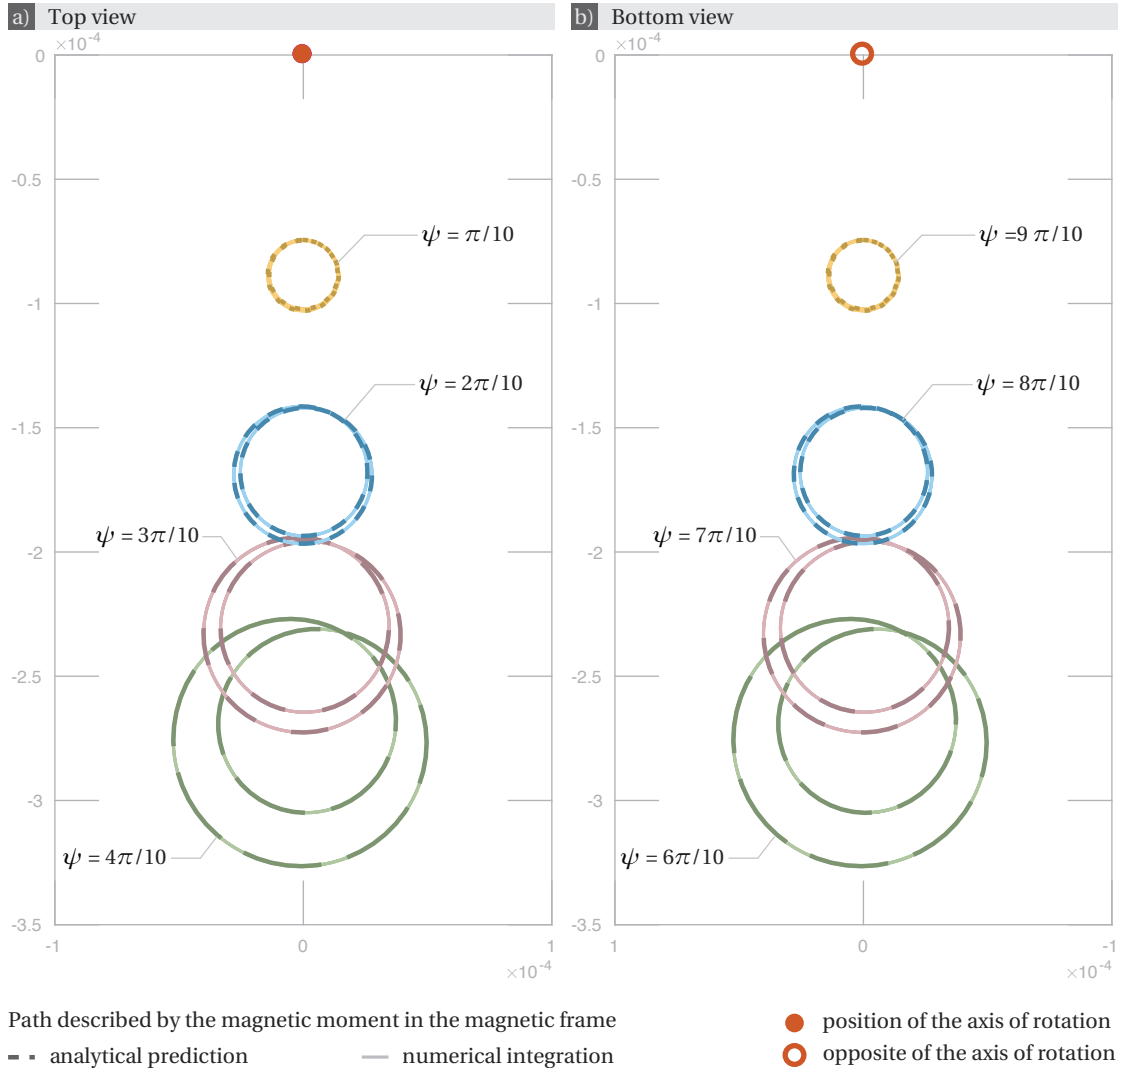 a) Top view
b) Bottom view
×10⁻⁴
0
-0.5
-1
-1.5
-2
-2.5
-3
-3.5
-1
0
1
×10⁻⁴
ψ = π/10
ψ = 2π/10
ψ = 3π/10
ψ = 4π/10
×10⁻⁴
0
-0.5
-1
-1.5
-2
-2.5
-3
-3.5
1
0
-1
×10⁻⁴
ψ =9 π/10
ψ = 8π/10
ψ = 7π/10
ψ = 6π/10
Path described by the magnetic moment in the magnetic frame
analytical prediction
numerical integration
position of the axis of rotation
opposite of the axis of rotation